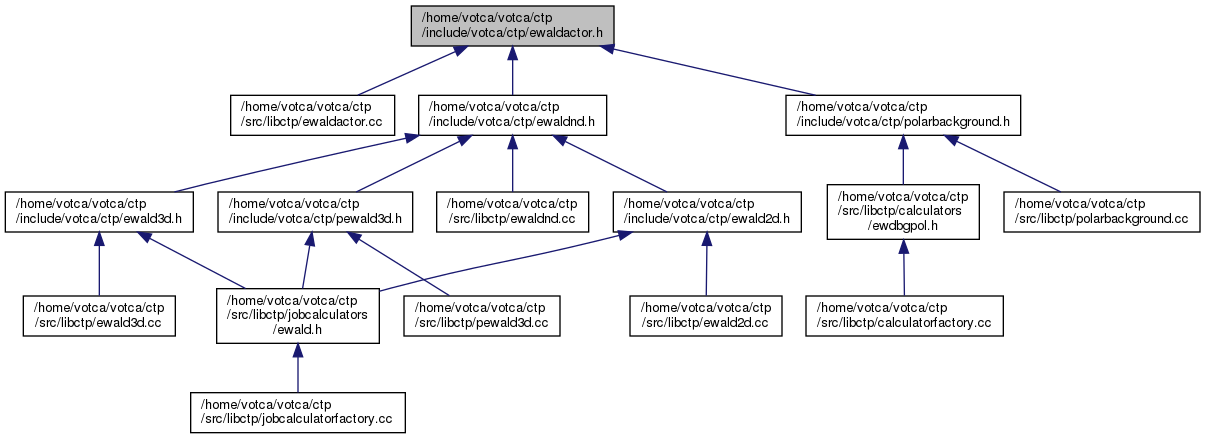 /home/votca/votca/ctp
/include/votca/ctp/ewaldactor.h
/home/votca/votca/ctp
/src/libctp/ewaldactor.cc
/home/votca/votca/ctp
/include/votca/ctp/ewaldnd.h
/home/votca/votca/ctp
/include/votca/ctp/polarbackground.h
/home/votca/votca/ctp
/include/votca/ctp/ewald3d.h
/home/votca/votca/ctp
/include/votca/ctp/pewald3d.h
/home/votca/votca/ctp
/src/libctp/ewaldnd.cc
/home/votca/votca/ctp
/include/votca/ctp/ewald2d.h
/home/votca/votca/ctp
/src/libctp/calculators
/ewdbgpol.h
/home/votca/votca/ctp
/src/libctp/polarbackground.cc
/home/votca/votca/ctp
/src/libctp/ewald3d.cc
/home/votca/votca/ctp
/src/libctp/jobcalculators
/ewald.h
/home/votca/votca/ctp
/src/libctp/pewald3d.cc
/home/votca/votca/ctp
/src/libctp/ewald2d.cc
/home/votca/votca/ctp
/src/libctp/calculatorfactory.cc
/home/votca/votca/ctp
/src/libctp/jobcalculatorfactory.cc